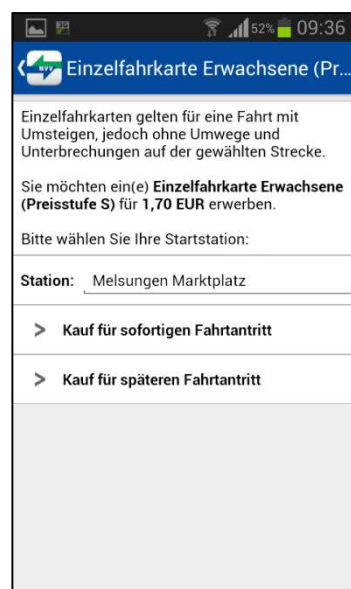 52% 09:36
NVV Einzelfahrkarte Erwachsene (Pr...
Einzelfahrkarten gelten für eine Fahrt mit
Umsteigen, jedoch ohne Umwege und
Unterbrechungen auf der gewählten Strecke.
Sie möchten ein(e) Einzelfahrkarte Erwachsene
(Preisstufe S) für 1,70 EUR erwerben.
Bitte wählen Sie Ihre Startstation:
Station: Melsungen Marktplatz
> Kauf für sofortigen Fahrtantritt
> Kauf für späteren Fahrtantritt